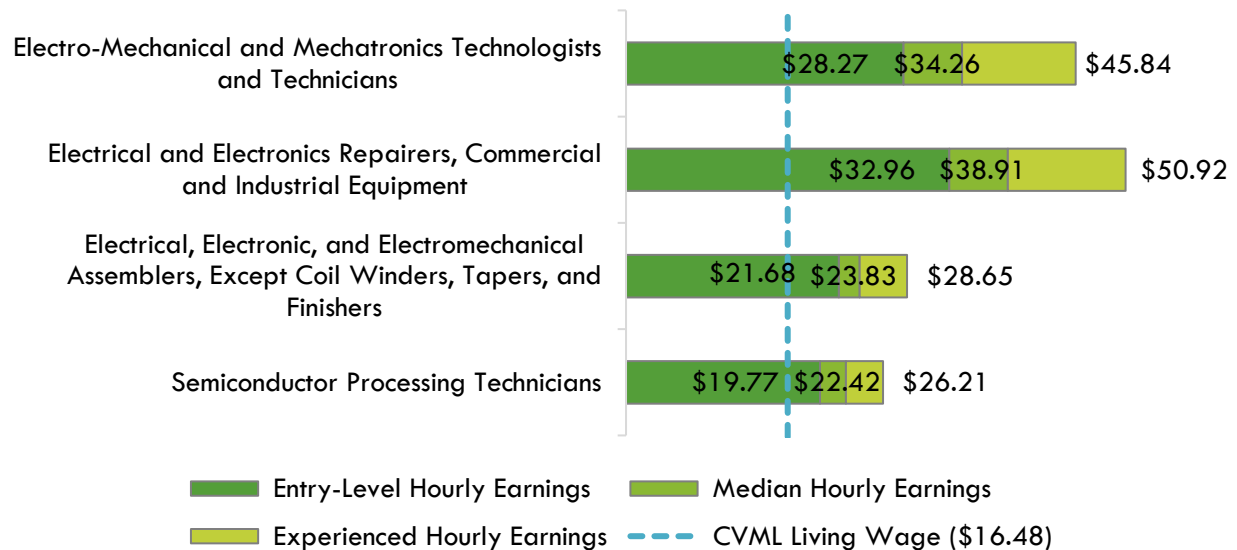 Electro-Mechanical and Mechatronics Technologists
and Technicians
$28.27 $34.26 $45.84
Electrical and Electronics Repairers, Commercial
and Industrial Equipment
$32.96 $38.91 $50.92
Electrical, Electronic, and Electromechanical
Assemblers, Except Coil Winders, Tapers, and
Finishers
$21.68 $23.83 $28.65
Semiconductor Processing Technicians
$19.77 $22.42 $26.21
Entry-Level Hourly Earnings
Median Hourly Earnings
Experienced Hourly Earnings
CVML Living Wage ($16.48)